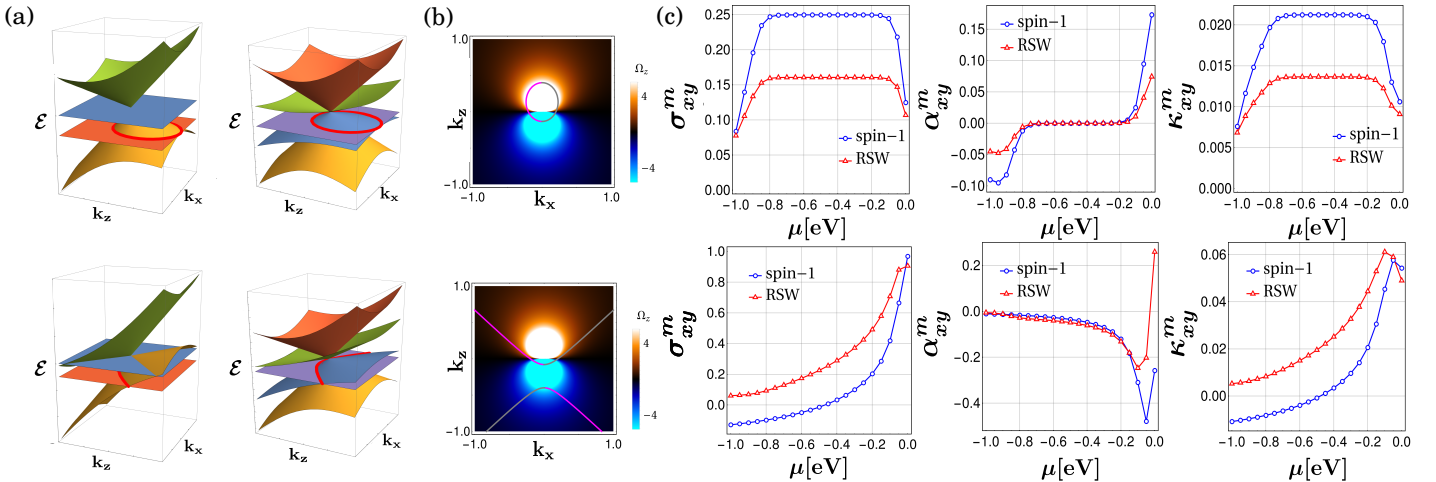 (a)
ℰ
k_z
k_x
ℰ
k_z
k_x
ℰ
k_z
k_x
ℰ
k_z
k_x
(b)
1.0
k_z
−1.0
−1.0
k_x
1.0
Ω_z
4
−4
1.0
k_z
−1.0
−1.0
k_x
1.0
Ω_z
4
−4
(c)
σ^m_xy
0.25
0.20
0.15
0.10
0.05
0.00
spin−1
RSW
−1.0 −0.8 −0.6 −0.4 −0.2 0.0
μ[eV]
α^m_xy
0.15
0.10
0.05
0.00
−0.05
−0.10
spin−1
RSW
−1.0 −0.8 −0.6 −0.4 −0.2 0.0
μ[eV]
κ^m_xy
0.020
0.015
0.010
0.005
0.000
spin−1
RSW
−1.0 −0.8 −0.6 −0.4 −0.2 0.0
μ[eV]
σ^m_xy
1.0
0.8
0.6
0.4
0.2
0.0
spin−1
RSW
−1.0 −0.8 −0.6 −0.4 −0.2 0.0
μ[eV]
α^m_xy
0.2
0.0
−0.2
−0.4
spin−1
RSW
−1.0 −0.8 −0.6 −0.4 −0.2 0.0
μ[eV]
κ^m_xy
0.06
0.04
0.02
0.00
spin−1
RSW
−1.0 −0.8 −0.6 −0.4 −0.2 0.0
μ[eV]